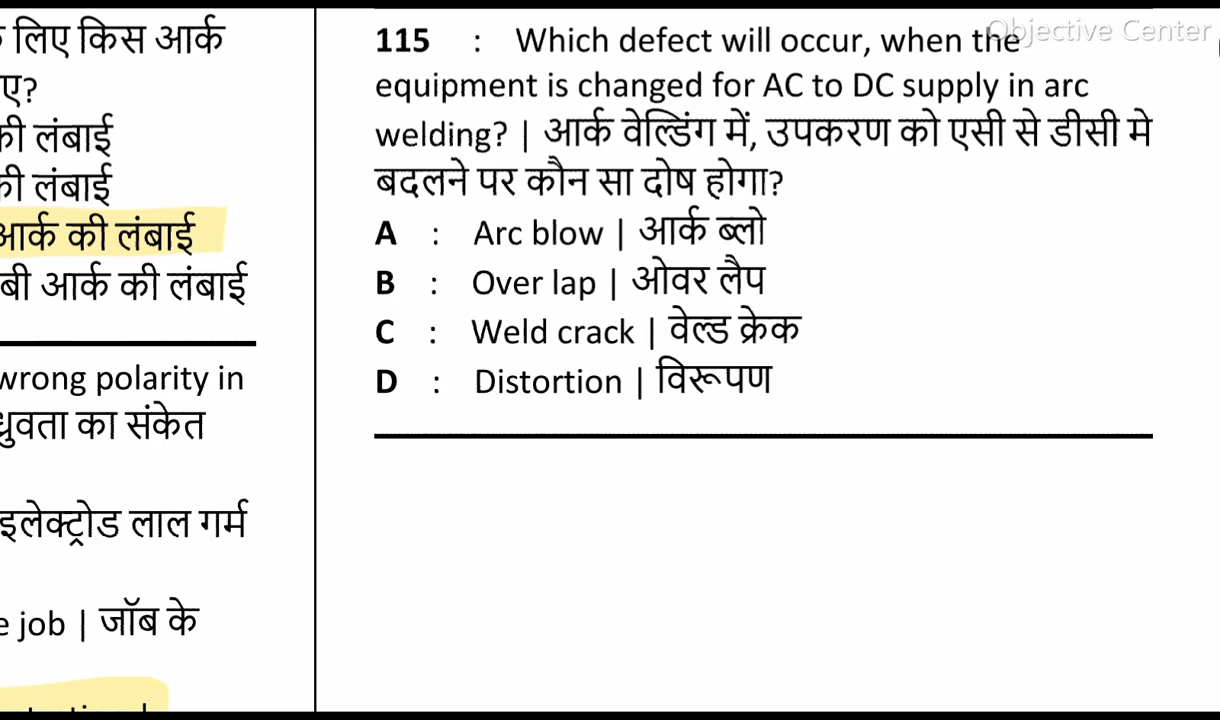 लिए किस आर्क
ए?
की लंबाई
की लंबाई
आर्क की लंबाई
बी आर्क की लंबाई
wrong polarity in
ध्रुवता का संकेत
इलेक्ट्रोड लाल गर्म
e job | जॉब के
Objective Center
115 : Which defect will occur, when the
equipment is changed for AC to DC supply in arc
welding? | आर्क वेल्डिंग में, उपकरण को एसी से डीसी मे
बदलने पर कौन सा दोष होगा?
A : Arc blow | आर्क ब्लो
B : Over lap | ओवर लैप
C : Weld crack | वेल्ड क्रेक
D : Distortion | विरूपण